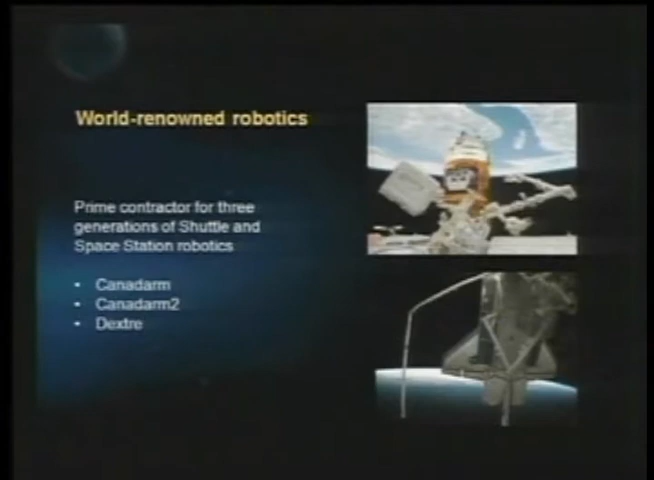 World-renowned robotics
Prime contractor for three
generations of Shuttle and
Space Station robotics
• Canadarm
• Canadarm2
• Dextre